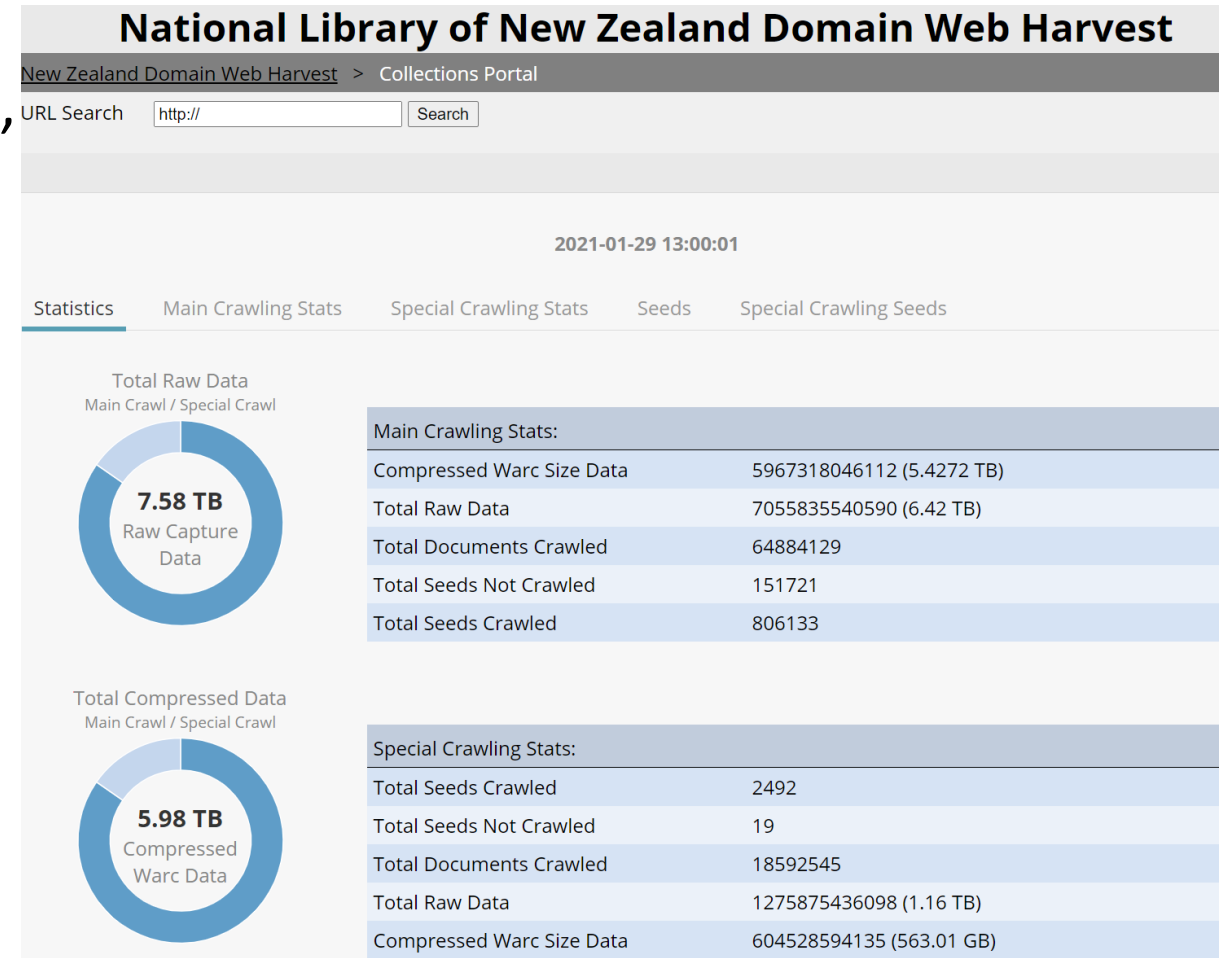 National Library of New Zealand Domain Web Harvest
New Zealand Domain Web Harvest > Collections Portal
,
URL Search http:// Search
2021-01-29 13:00:01
Statistics Main Crawling Stats Special Crawling Stats Seeds Special Crawling Seeds
Total Raw Data
Main Crawl / Special Crawl
7.58 TB
Raw Capture
Data
Main Crawling Stats:
Compressed Warc Size Data 5967318046112 (5.4272 TB)
Total Raw Data 7055835540590 (6.42 TB)
Total Documents Crawled 64884129
Total Seeds Not Crawled 151721
Total Seeds Crawled 806133
Total Compressed Data
Main Crawl / Special Crawl
5.98 TB
Compressed
Warc Data
Special Crawling Stats:
Total Seeds Crawled 2492
Total Seeds Not Crawled 19
Total Documents Crawled 18592545
Total Raw Data 1275875436098 (1.16 TB)
Compressed Warc Size Data 604528594135 (563.01 GB)